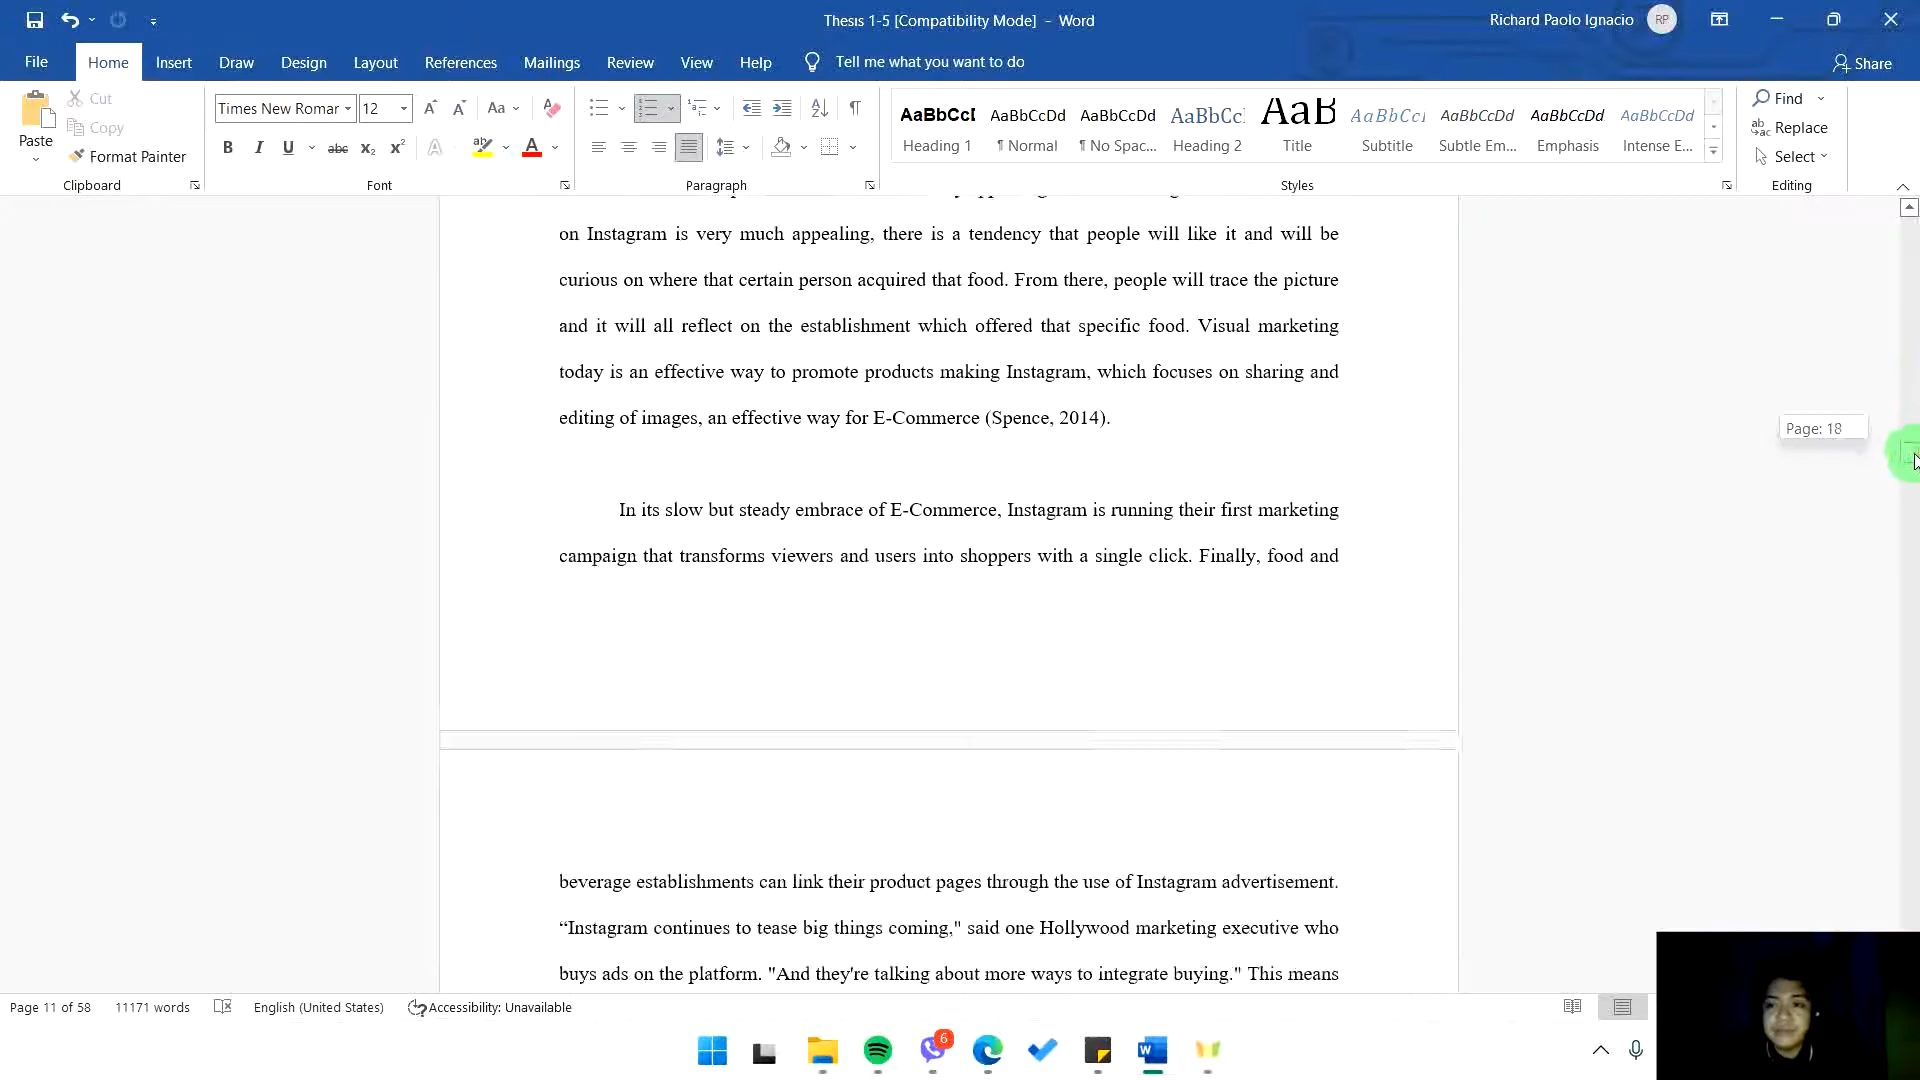 Thesis 1-5 [Compatibility Mode] - Word
Richard Paolo Ignacio
RP
File
Home
Insert
Draw
Design
Layout
References
Mailings
Review
View
Help
Tell me what you want to do
Share
Paste
Cut
Copy
Format Painter
Clipboard
Times New Romar
12
Font
Paragraph
AaBbCcI
Heading 1
AaBbCcDd
¶ Normal
AaBbCcDd
¶ No Spac...
AaBbCc
Heading 2
AaB
Title
AaBbCcI
Subtitle
AaBbCcDd
Subtle Em...
AaBbCcDd
Emphasis
AaBbCcDd
Intense E...
Styles
Find
Replace
Select
Editing
on Instagram is very much appealing, there is a tendency that people will like it and will be
curious on where that certain person acquired that food. From there, people will trace the picture
and it will all reflect on the establishment which offered that specific food. Visual marketing
today is an effective way to promote products making Instagram, which focuses on sharing and
editing of images, an effective way for E-Commerce (Spence, 2014).
In its slow but steady embrace of E-Commerce, Instagram is running their first marketing
campaign that transforms viewers and users into shoppers with a single click. Finally, food and
Page: 18
beverage establishments can link their product pages through the use of Instagram advertisement.
“Instagram continues to tease big things coming," said one Hollywood marketing executive who
buys ads on the platform. "And they're talking about more ways to integrate buying." This means
Page 11 of 58
11171 words
English (United States)
Accessibility: Unavailable
6